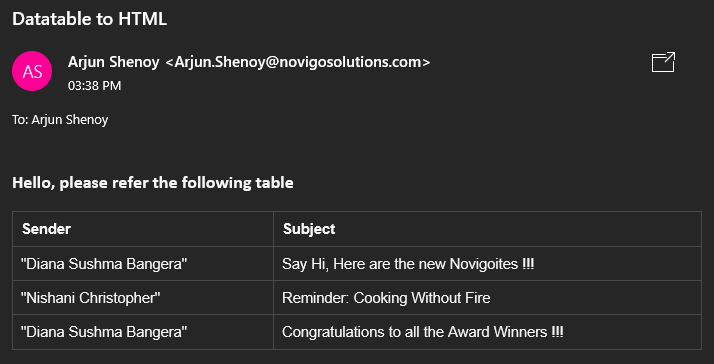 Datatable to HTML
AS
Arjun Shenoy <Arjun.Shenoy@novigosolutions.com>
03:38 PM
To: Arjun Shenoy
Hello, please refer the following table
Sender Subject
"Diana Sushma Bangera" Say Hi, Here are the new Novigoites !!!
"Nishani Christopher" Reminder: Cooking Without Fire
"Diana Sushma Bangera" Congratulations to all the Award Winners !!!